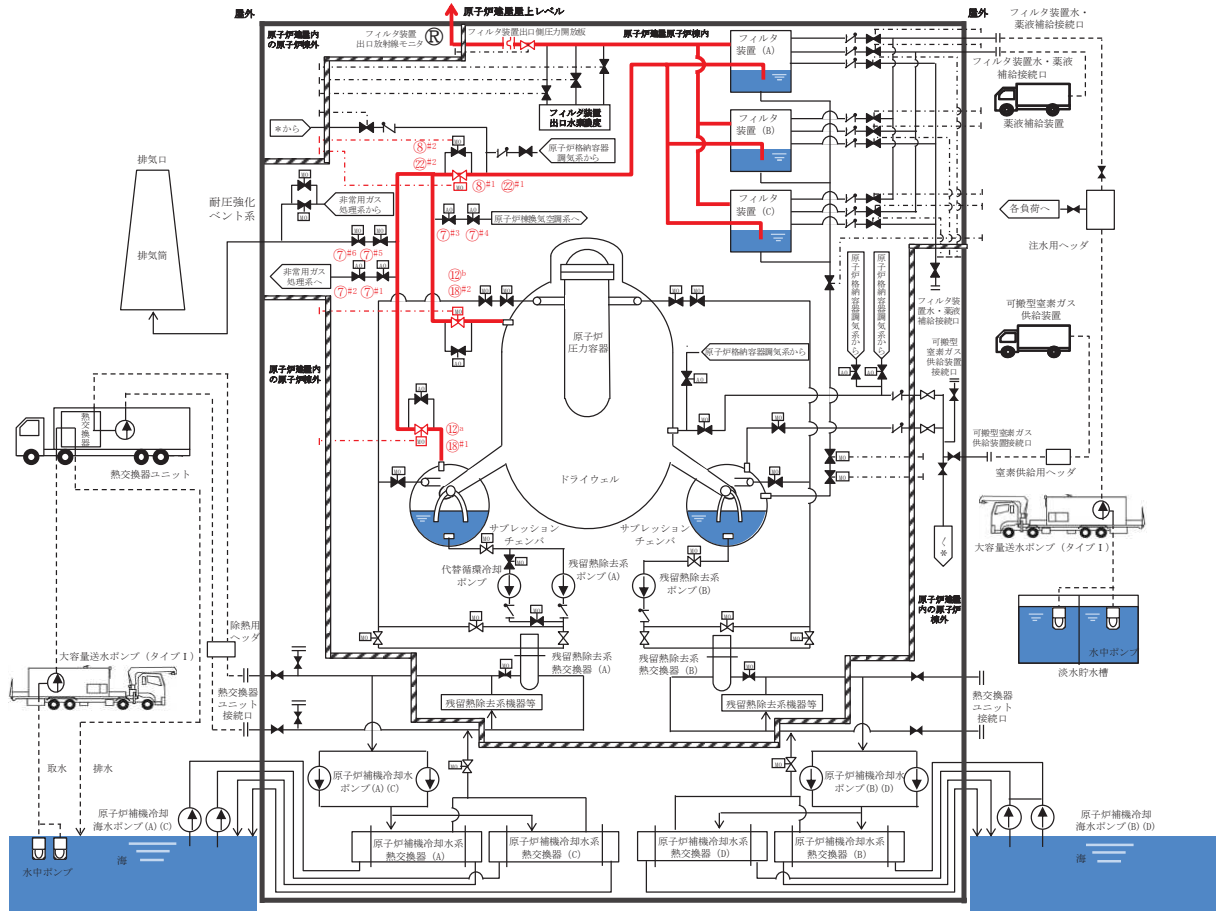 屋外
原子炉建屋屋上レベル
屋外
原子炉建屋内
の原子炉棟外
フィルタ装置
出口放射線モニタ
R
フィルタ装置出口側圧力開放板
原子炉建屋原子炉棟内
フィルタ
装置 (A)
フィルタ装置水・
薬液補給接続口
フィルタ装置水・薬液
補給接続口
薬液補給装置
フィルタ装置
出口水素濃度
フィルタ
装置 (B)
フィルタ
装置 (C)
*から
⑧#2
㉒#2
⑧#1
㉒#1
原子炉格納容器
調気系から
排気口
排気筒
耐圧強化
ベント系
非常用ガス
処理系から
⑦#3
⑦#4
原子炉棟換気空調系へ
⑦#6
⑦#5
非常用ガス
処理系へ
⑦#2
⑦#1
⑫b
⑱#2
各負荷へ
注水用ヘッダ
原子炉格納容器
調気系から
原子炉格納容器
調気系から
フィルタ装
置水・薬液
補給接続口
可搬型窒素ガス
供給装置
原子炉
圧力容器
原子炉格納容器調気系から
可搬型
窒素ガス
供給装置
接続口
原子炉建屋内
の原子炉棟外
熱交換器
熱交換器ユニット
⑫a
⑱#1
ドライウェル
可搬型窒素ガス
供給装置接続口
窒素供給用ヘッダ
サプレッション
チェンバ
サプレッション
チェンバ
大容量送水ポンプ (タイプⅠ)
代替循環冷却
ポンプ
残留熱除去系
ポンプ(A)
残留熱除去系
ポンプ(B)
原子炉建屋
内の原子炉
棟外
水中ポンプ
淡水貯水槽
除熱用
ヘッダ
大容量送水ポンプ (タイプⅠ)
残留熱除去系
熱交換器 (A)
残留熱除去系
熱交換器 (B)
熱交換器
ユニット
接続口
残留熱除去系機器等
残留熱除去系機器等
熱交換器
ユニット
接続口
取水
排水
原子炉補機冷却水
ポンプ(A)(C)
原子炉補機冷却水
ポンプ(B)(D)
原子炉補機冷却
海水ポンプ(A)(C)
原子炉補機冷却
海水ポンプ(B)(D)
原子炉補機冷却水系
熱交換器 (A)
原子炉補機冷却水系
熱交換器 (C)
原子炉補機冷却水系
熱交換器 (D)
原子炉補機冷却水系
熱交換器 (B)
海
水中ポンプ
海